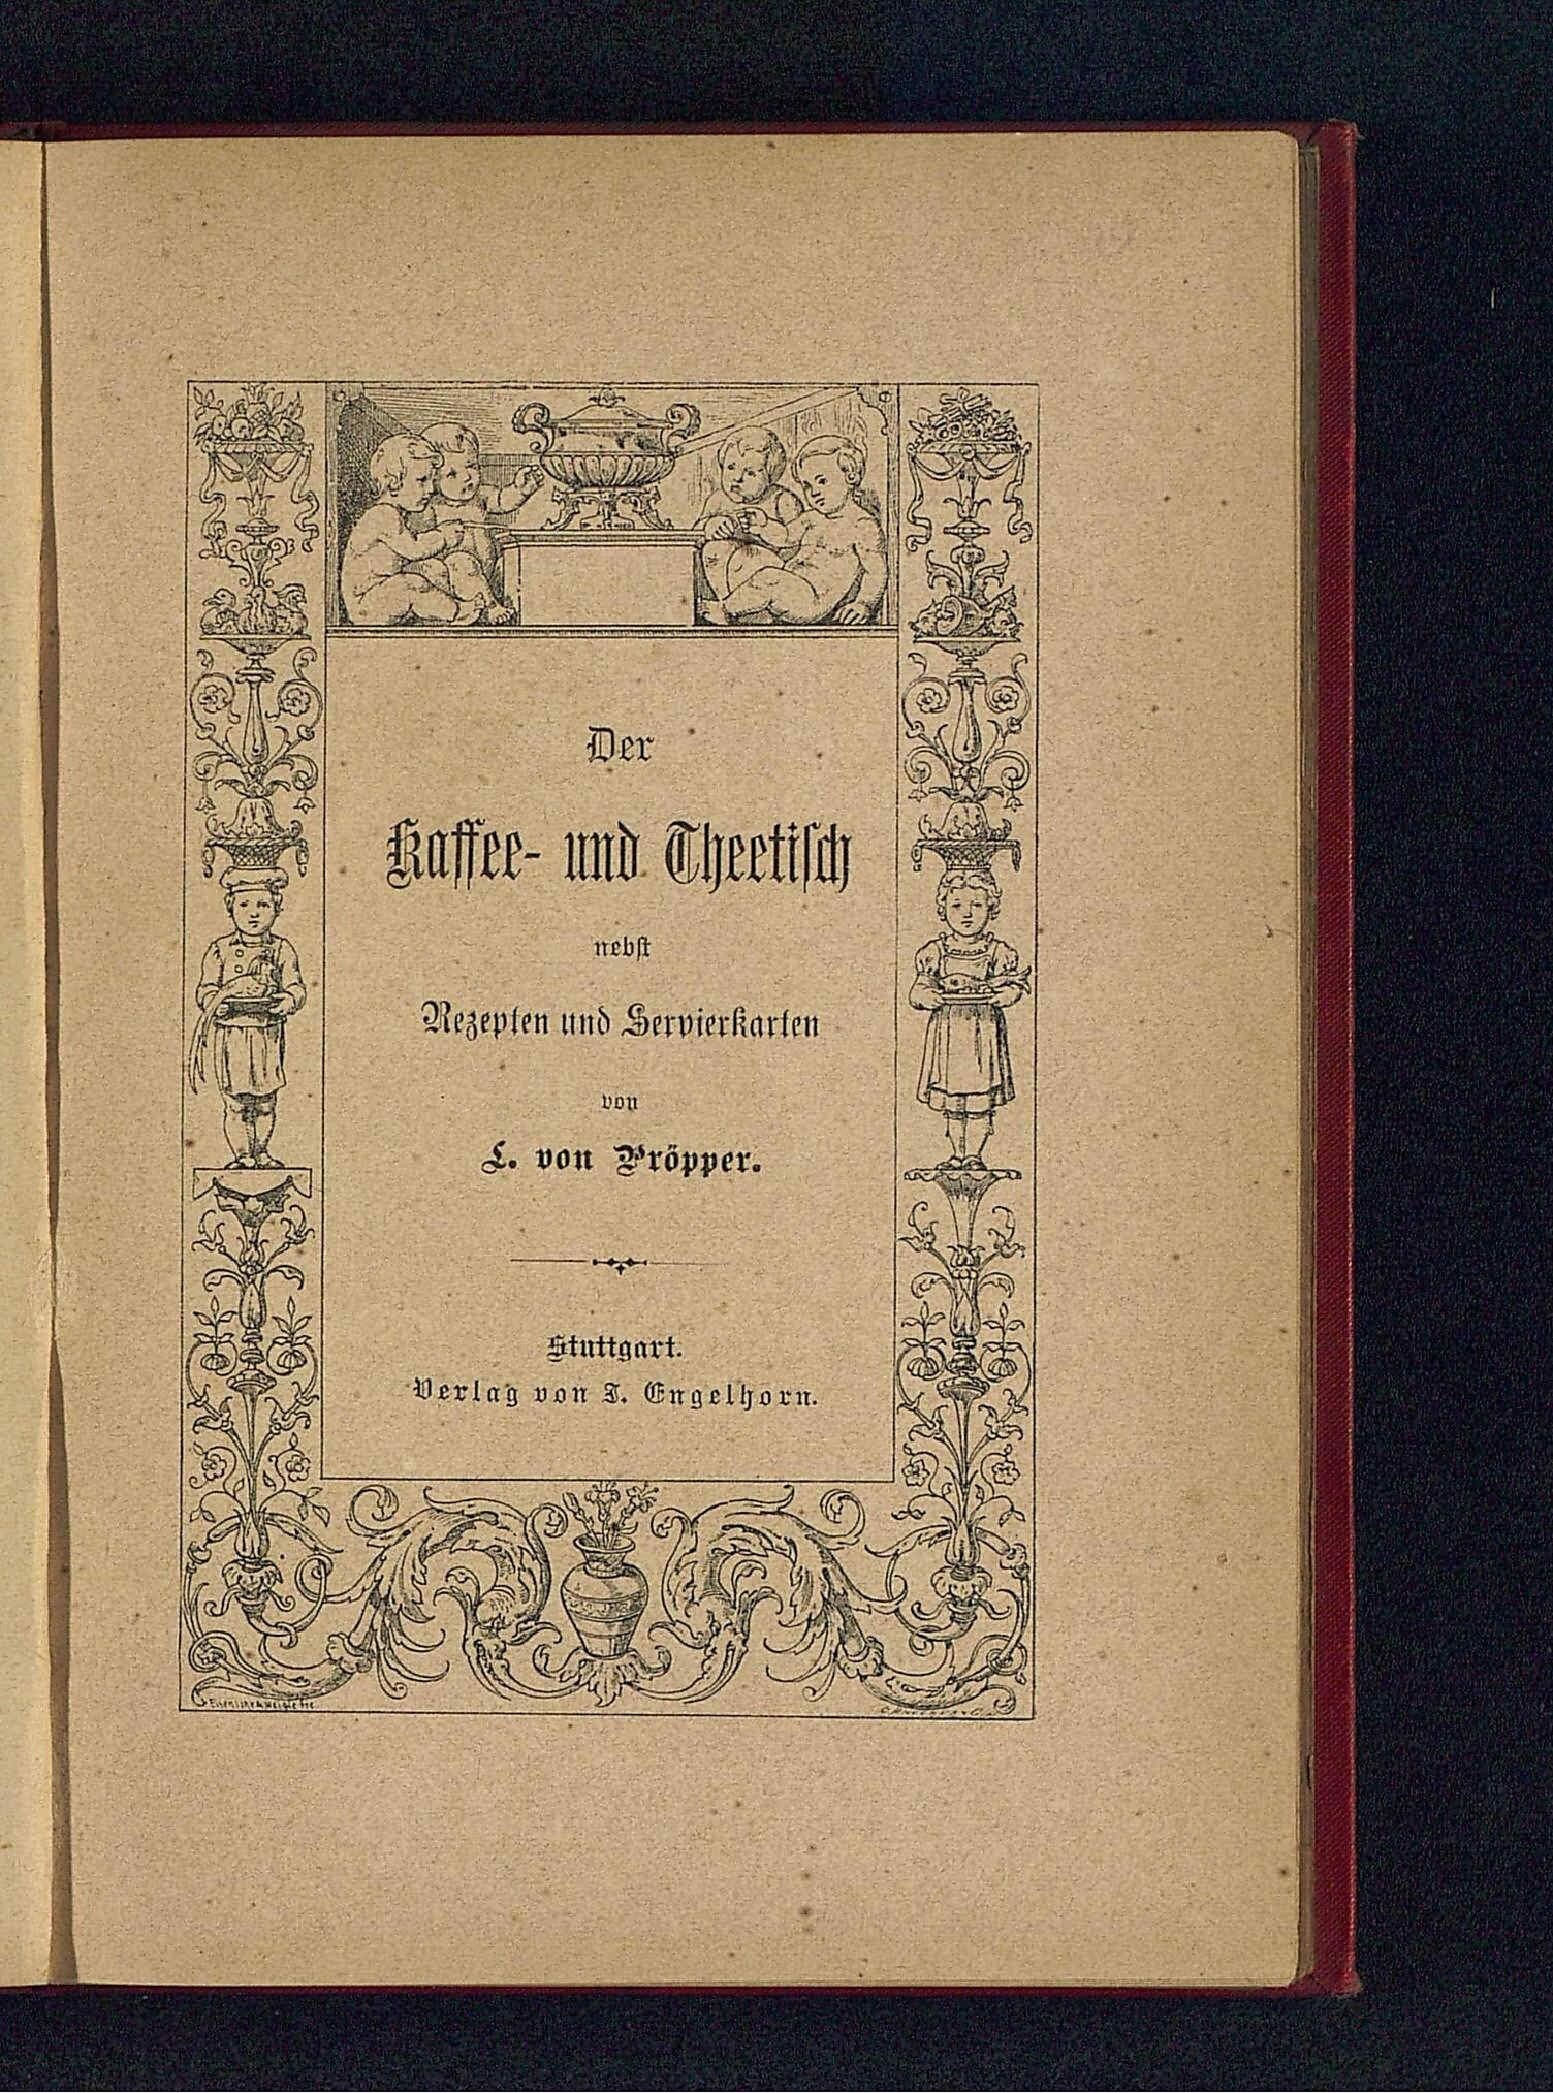 Der
Kaffee- und Theetisch
nebst
Rezepten und Servierkarten
von
L. von Pröpper.
Stuttgart.
Verlag von J. Engelhorn.